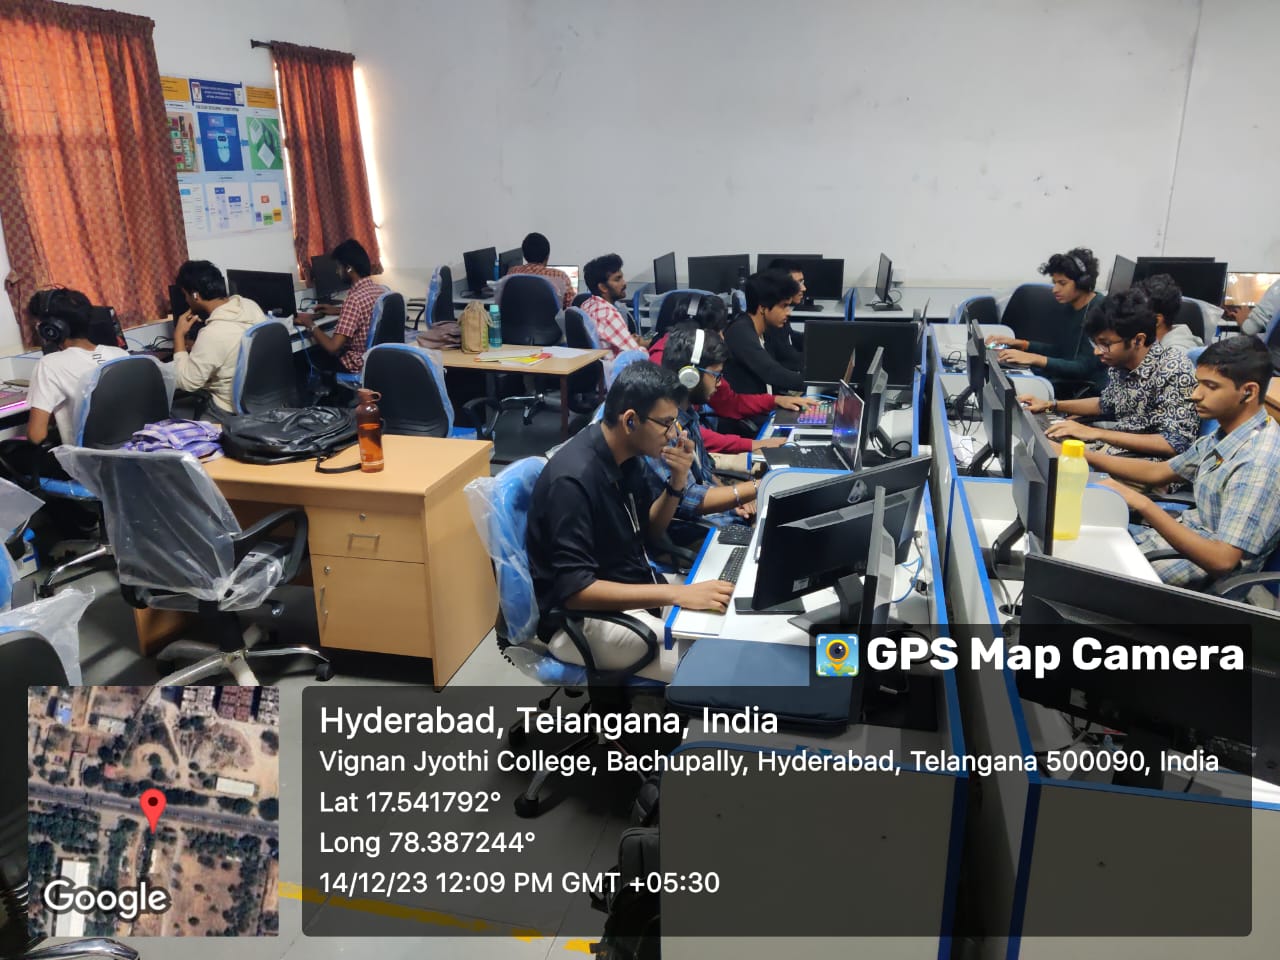 GPS Map Camera
Hyderabad, Telangana, India
Vignan Jyothi College, Bachupally, Hyderabad, Telangana 500090, India
Lat 17.541792°
Long 78.387244°
14/12/23 12:09 PM GMT +05:30
Google